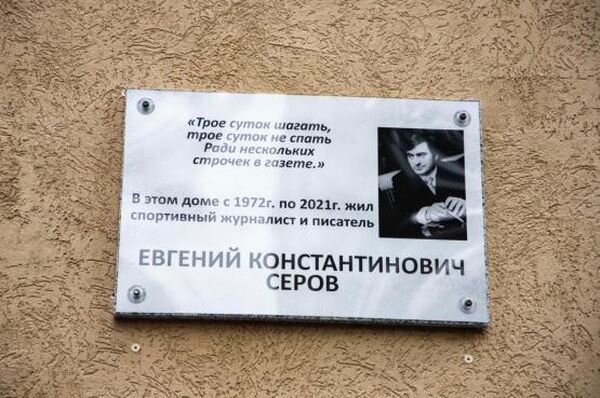 «Трое суток шагать,
трое суток не спать
Ради нескольких
строчек в газете.»
В этом доме с 1972г. по 2021г. жил
спортивный журналист и писатель
ЕВГЕНИЙ КОНСТАНТИНОВИЧ
СЕРОВ